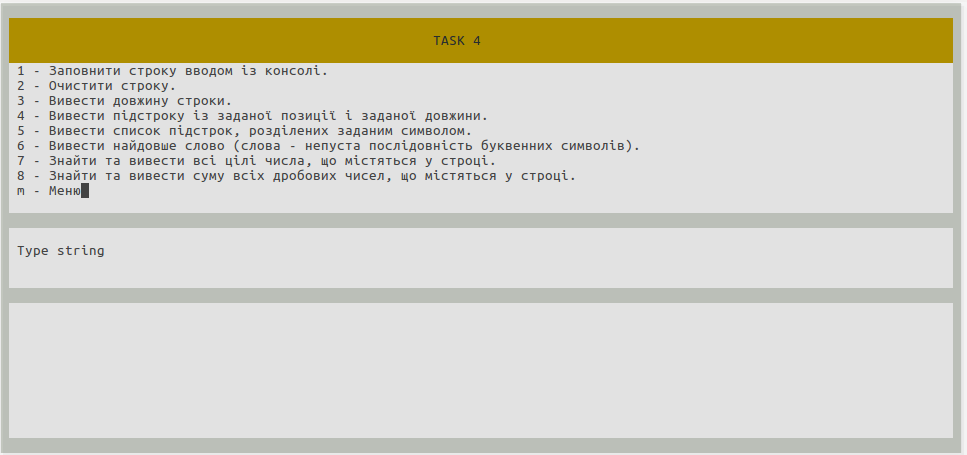 TASK 4
1 - Заповнити строку вводом із консолі.
2 - Очистити строку.
3 - Вивести довжину строки.
4 - Вивести підстроку із заданої позиції і заданої довжини.
5 - Вивести список підстрок, розділених заданим символом.
6 - Вивести найдовше слово (слова - непуста послідовність буквенних символів).
7 - Знайти та вивести всі цілі числа, що містяться у строці.
8 - Знайти та вивести суму всіх дробових чисел, що містяться у строці.
m - Меню
Type string